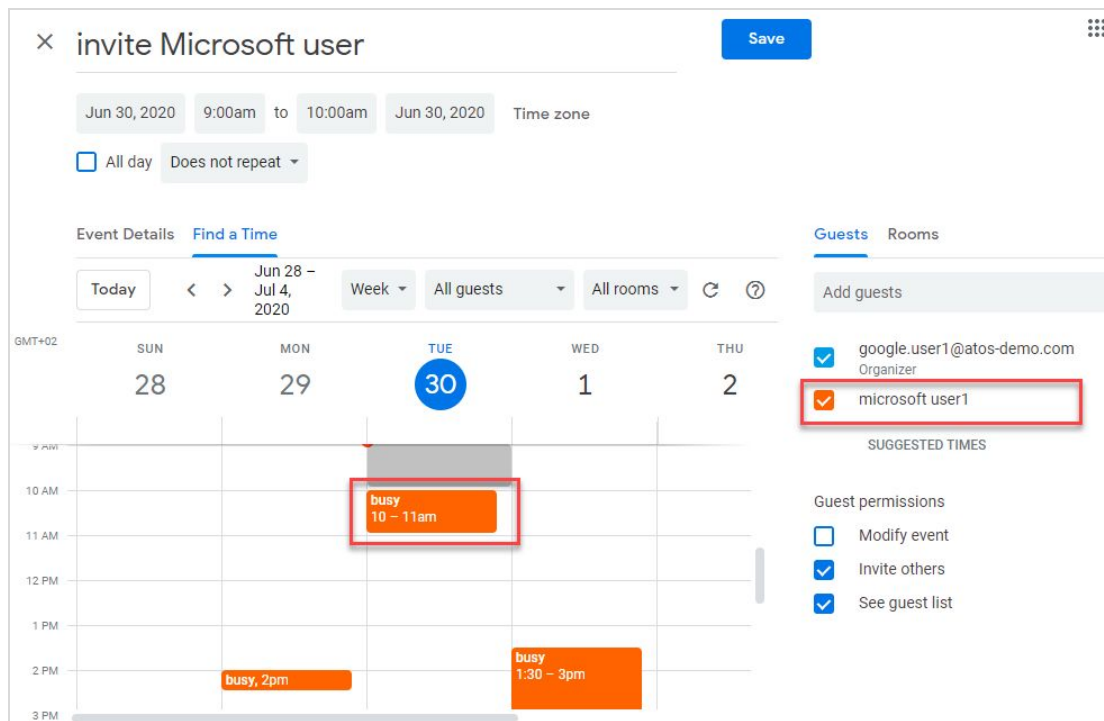 invite Microsoft user
Save
Jun 30, 2020 9:00am to 10:00am Jun 30, 2020 Time zone
All day Does not repeat
Event Details Find a Time
Guests Rooms
Today
Jun 28 –
Jul 4,
2020
Week All guests All rooms
Add guests
GMT+02
SUN MON TUE WED THU
28 29 30 1 2
google.user1@atos-demo.com
Organizer
microsoft user1
SUGGESTED TIMES
9 AM
10 AM
busy
10 – 11am
11 AM
12 PM
1 PM
2 PM
busy, 2pm
busy
1:30 – 3pm
3 PM
Guest permissions
Modify event
Invite others
See guest list